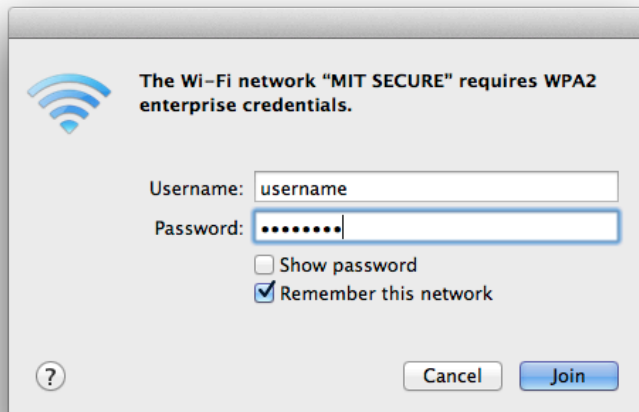 The Wi-Fi network “MIT SECURE” requires WPA2
enterprise credentials.
Username: username
Password: ••••••••
Show password
Remember this network
? Cancel Join